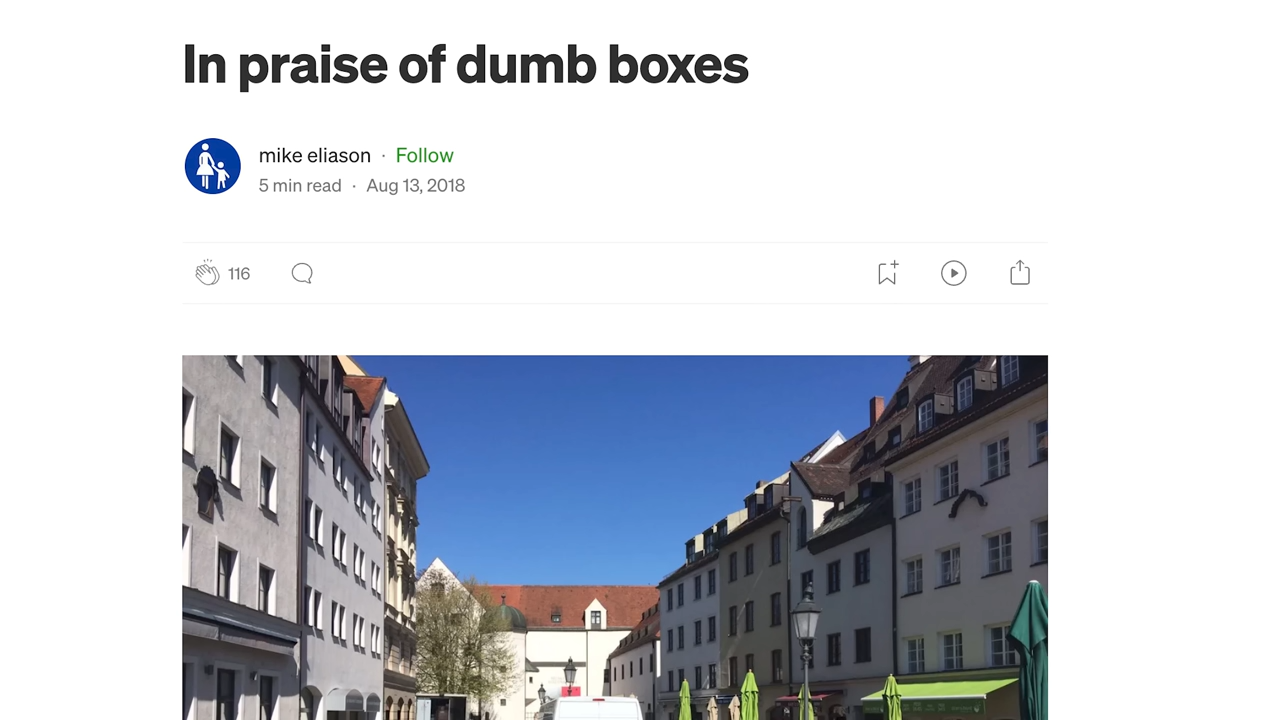 In praise of dumb boxes
mike eliason · Follow
5 min read · Aug 13, 2018
116